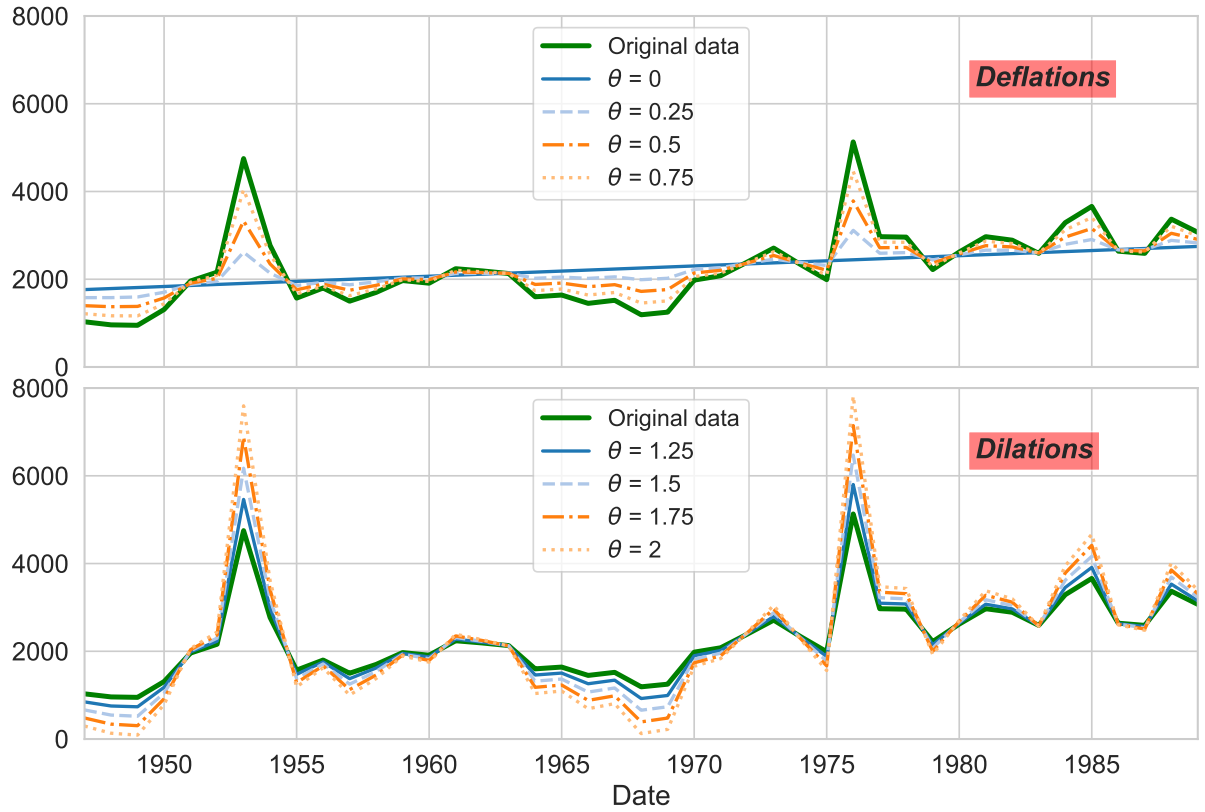 8000
6000
4000
2000
0
Original data
θ = 0
θ = 0.25
θ = 0.5
θ = 0.75
Deflations
8000
6000
4000
2000
0
Original data
θ = 1.25
θ = 1.5
θ = 1.75
θ = 2
Dilations
1950 1955 1960 1965 1970 1975 1980 1985
Date